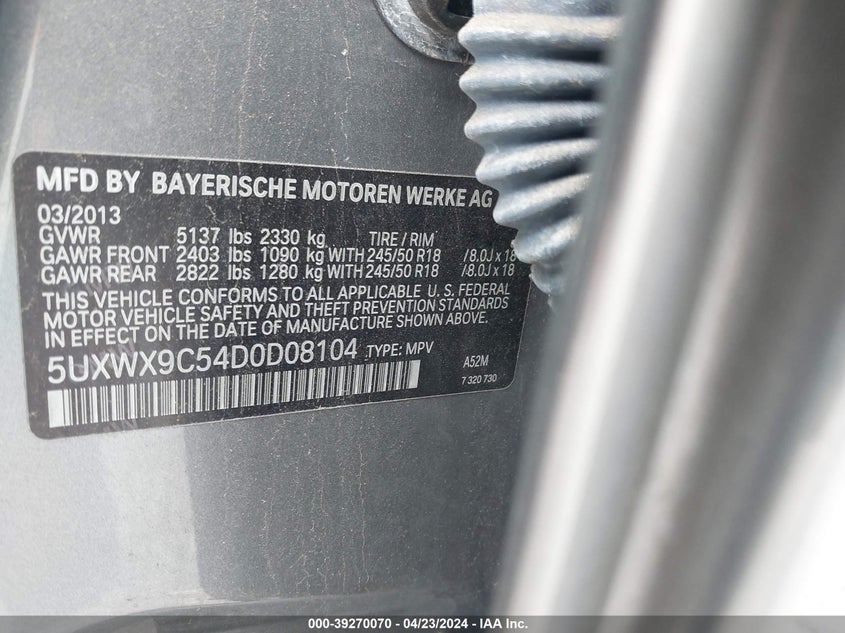 MFD BY BAYERISCHE MOTOREN WERKE AG
03/2013
GVWR 5137 lbs 2330 kg TIRE / RIM
GAWR FRONT 2403 lbs 1090 kg WITH 245/50 R18 /8.0J x 18
GAWR REAR 2822 lbs 1280 kg WITH 245/50 R18 /8.0J x 18
THIS VEHICLE CONFORMS TO ALL APPLICABLE U. S. FEDERAL
MOTOR VEHICLE SAFETY AND THEFT PREVENTION STANDARDS
IN EFFECT ON THE DATE OF MANUFACTURE SHOWN ABOVE.
5UXWX9C54D0D08104 TYPE: MPV A52M
7 320 730
000-39270070 / 04/23/2024 - IAA Inc.